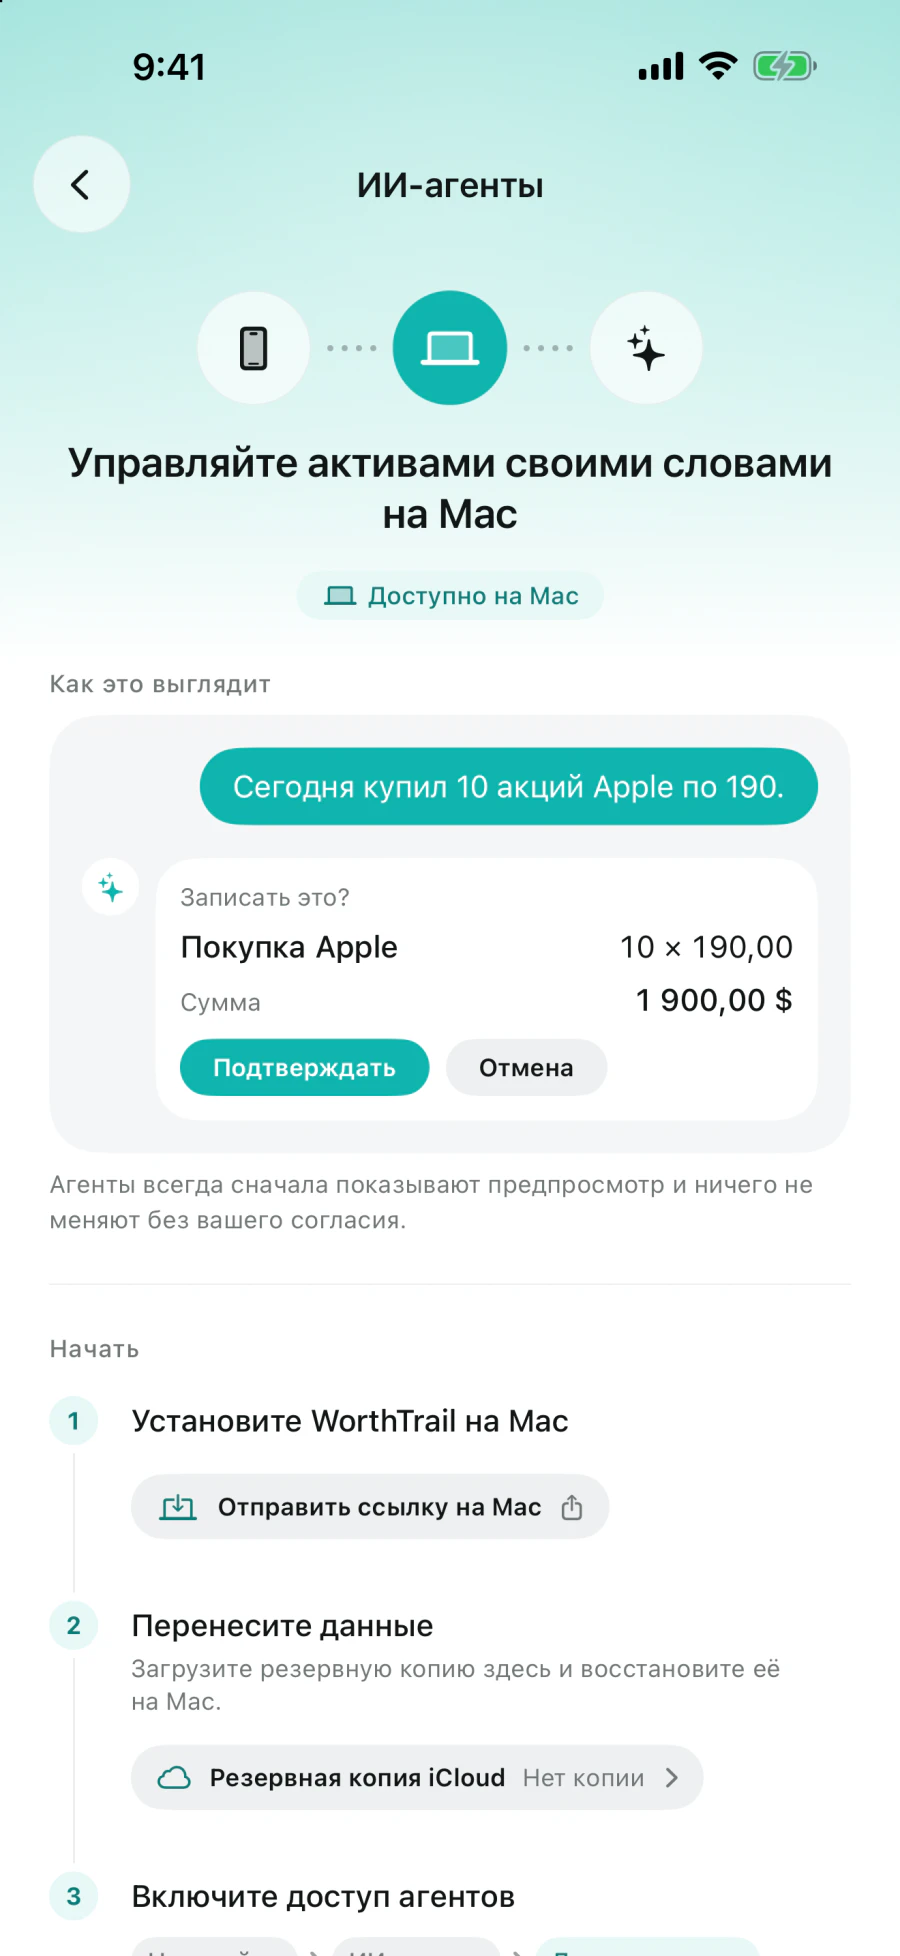 9:41
ИИ-агенты
Управляйте активами своими словами
на Mac
Доступно на Mac
Как это выглядит
Сегодня купил 10 акций Apple по 190.
Записать это?
Покупка Apple 10 × 190,00
Сумма 1 900,00 $
Подтверждать Отмена
Агенты всегда сначала показывают предпросмотр и ничего не
меняют без вашего согласия.
Начать
1 Установите WorthTrail на Mac
Отправить ссылку на Mac
2 Перенесите данные
Загрузите резервную копию здесь и восстановите её
на Mac.
Резервная копия iCloud Нет копии
3 Включите доступ агентов